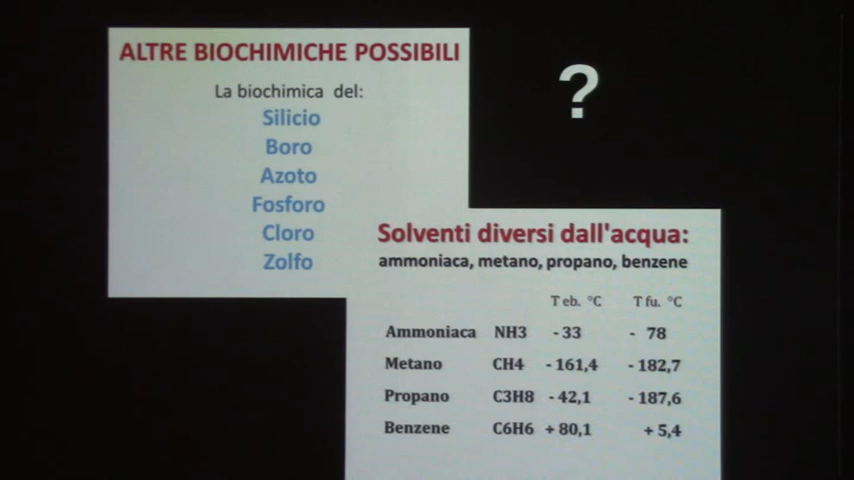 ALTRE BIOCHIMICHE POSSIBILI
La biochimica del:
Silicio
Boro
Azoto
Fosforo
Cloro
Zolfo
?
Solventi diversi dall'acqua:
ammoniaca, metano, propano, benzene
T eb. °C T fu. °C
Ammoniaca NH3 - 33 - 78
Metano CH4 - 161,4 - 182,7
Propano C3H8 - 42,1 - 187,6
Benzene C6H6 + 80,1 + 5,4